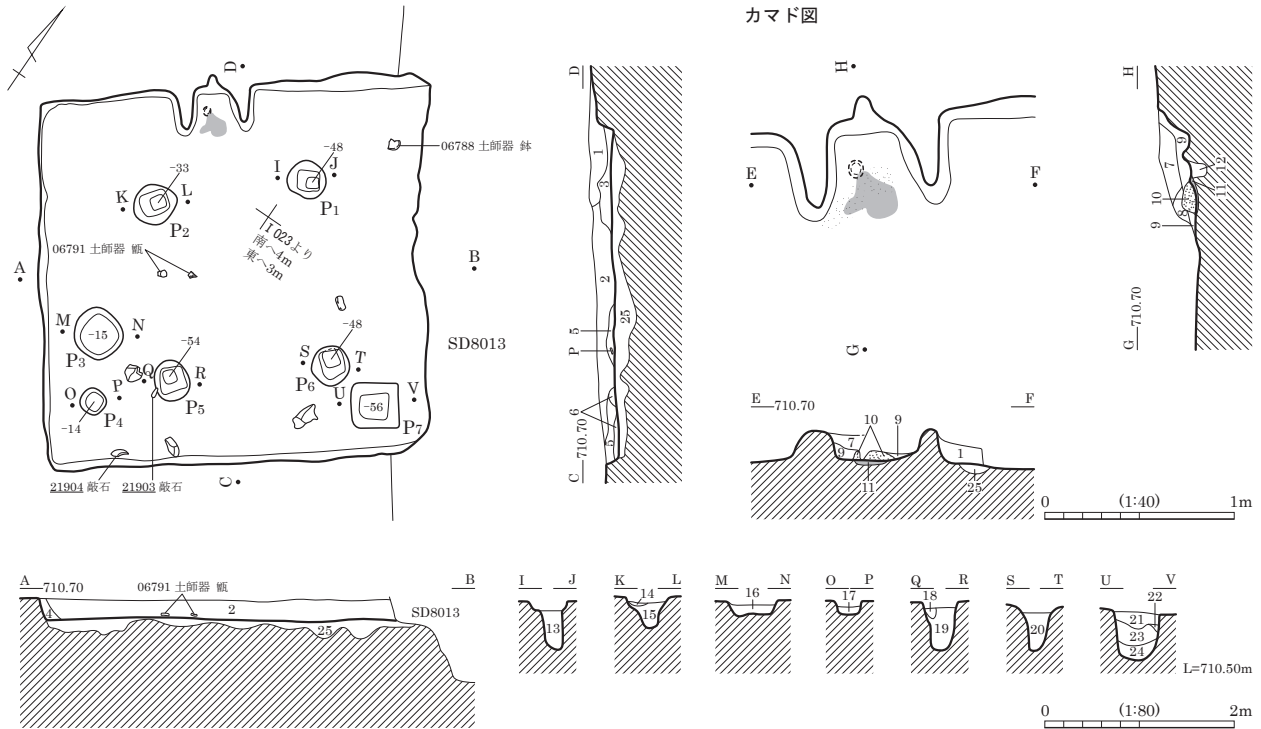 カマド図
D
H
D
H
06788 土師器 鉢
-48
I
J
P1
-33
K
L
P2
I 023より
南へ4m
東へ3m
06791 土師器 甑
A
B
M
N
-15
P3
-54
Q
R
P
P5
O
P4
-14
-48
S
T
P6
U
V
-56
P7
SD8013
21904 敲石
21903 敲石
C
1
3
2
25
5
P
6
5
C
710.70
E
F
G
9
7
12
11
10
8
9
G
710.70
E
710.70
F
10
9
7
9
1
11
25
0
(1:40)
1m
A
710.70
06791 土師器 甑
B
4
2
SD8013
25
I
J
13
K
L
14
15
M
N
16
O
P
17
Q
R
18
19
S
T
20
U
V
22
21
23
24
L=710.50m
0
(1:80)
2m